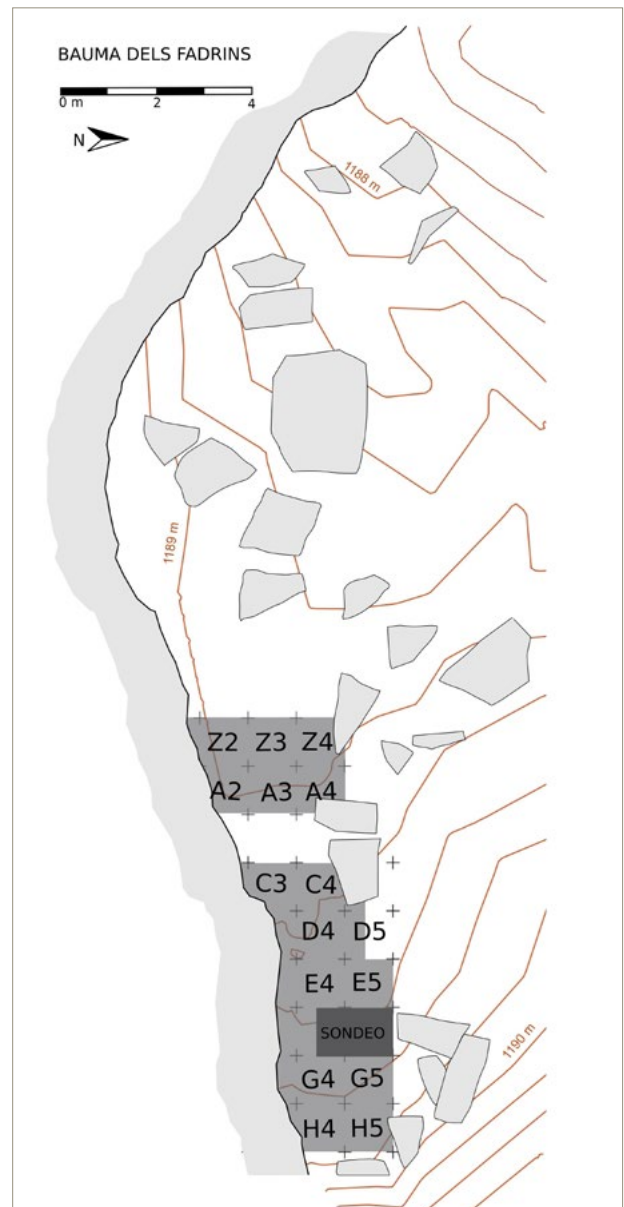 BAUMA DELS FADRINS
0 m 2 4
N
1188 m
1189 m
Z2 Z3 Z4
A2 A3 A4
C3 C4
D4 D5
E4 E5
SONDEO
G4 G5
1190 m
H4 H5